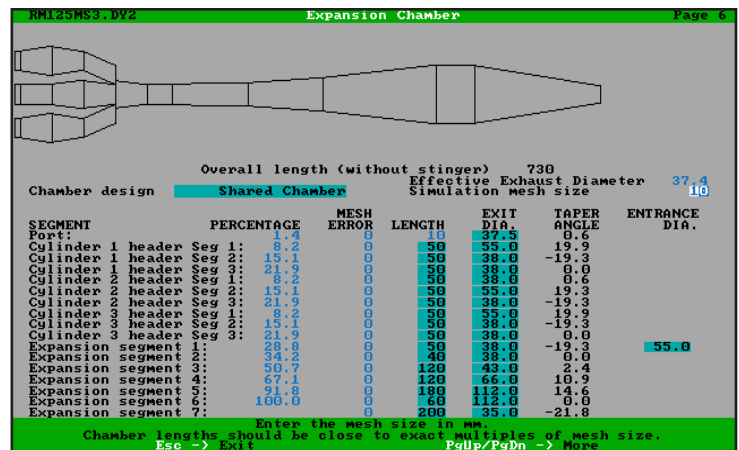 RM125MS3.DY2 Expansion Chamber Page 6
Overall length (without stinger) 730
Effective Exhaust Diameter 37.4
Chamber design Shared Chamber Simulation mesh size 10
MESH EXIT TAPER ENTRANCE
SEGMENT PERCENTAGE ERROR LENGTH DIA. ANGLE DIA.
Port: 1.4 0 10 37.5 0.6
Cylinder 1 header Seg 1: 8.2 0 50 55.0 19.9
Cylinder 1 header Seg 2: 15.1 0 50 38.0 -19.3
Cylinder 1 header Seg 3: 21.9 0 50 38.0 0.0
Cylinder 2 header Seg 1: 8.2 0 50 38.0 0.6
Cylinder 2 header Seg 2: 15.1 0 50 55.0 19.3
Cylinder 2 header Seg 3: 21.9 0 50 38.0 -19.3
Cylinder 3 header Seg 1: 8.2 0 50 55.0 19.9
Cylinder 3 header Seg 2: 15.1 0 50 38.0 -19.3
Cylinder 3 header Seg 3: 21.9 0 50 38.0 0.0
Expansion segment 1: 28.8 0 50 38.0 -19.3 55.0
Expansion segment 2: 34.2 0 40 38.0 0.0
Expansion segment 3: 50.7 0 120 43.0 2.4
Expansion segment 4: 67.1 0 120 66.0 10.9
Expansion segment 5: 91.8 0 180 112.0 14.6
Expansion segment 6: 100.0 0 60 112.0 0.0
Expansion segment 7: 0 200 35.0 -21.8
Enter the mesh size in mm.
Chamber lengths should be close to exact multiples of mesh size.
Esc -> Exit PgUp/PgDn -> More